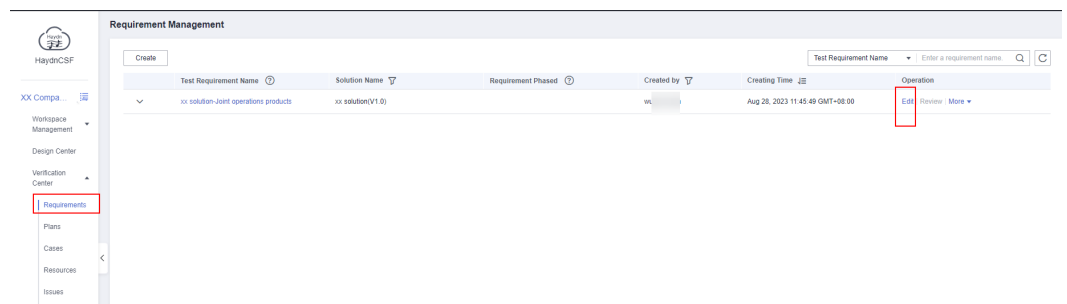 Requirement Management
Haydn
HaydnCSF
XX Compa...
Workspace
Management
Design Center
Verification
Center
Requirements
Plans
Cases
Resources
Issues
Create
Test Requirement Name
Enter a requirement name.
Test Requirement Name
Solution Name
Requirement Phased
Created by
Creating Time
Operation
xx solution-Joint operations products
xx solution(V1.0)
wu
Aug 28, 2023 11:45:49 GMT+08:00
Edit
Review
More